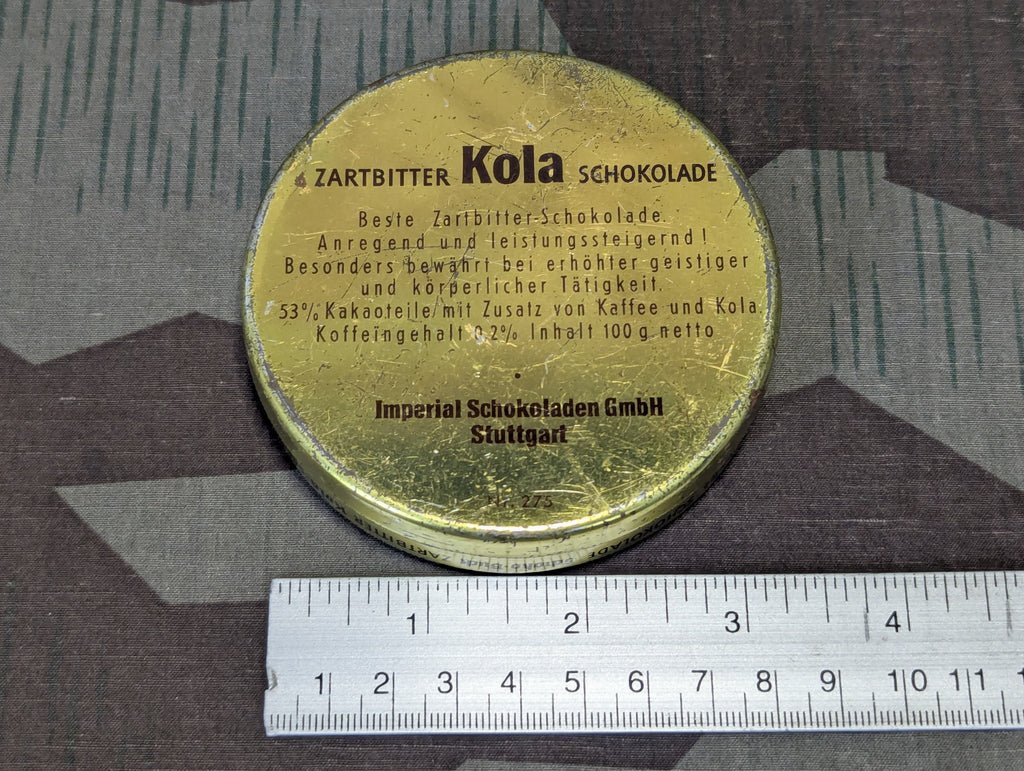 ZARTBITTER Kola SCHOKOLADE
Beste Zartbitter-Schokolade.
Anregend und leistungssteigernd!
Besonders bewährt bei erhöhter geistiger
und körperlicher Tätigkeit.
53% Kakaoteile mit Zusatz von Kaffee und Kola.
Koffeingehalt 0,2% Inhalt 100 g netto
Imperial Schokoladen GmbH
Stuttgart
Nr. 275
1 2 3 4
1 2 3 4 5 6 7 8 9 10 11